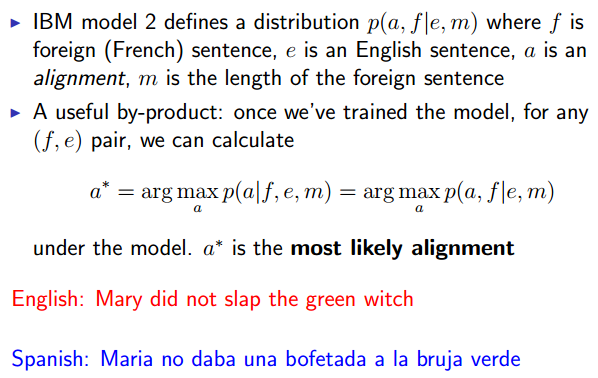 ▶ IBM model 2 defines a distribution p(a, f|e, m) where f is
foreign (French) sentence, e is an English sentence, a is an
alignment, m is the length of the foreign sentence
▶ A useful by-product: once we've trained the model, for any
(f, e) pair, we can calculate
a* = arg max p(a|f, e, m) = arg max p(a, f|e, m)
a a
under the model. a* is the most likely alignment
English: Mary did not slap the green witch
Spanish: Maria no daba una bofetada a la bruja verde